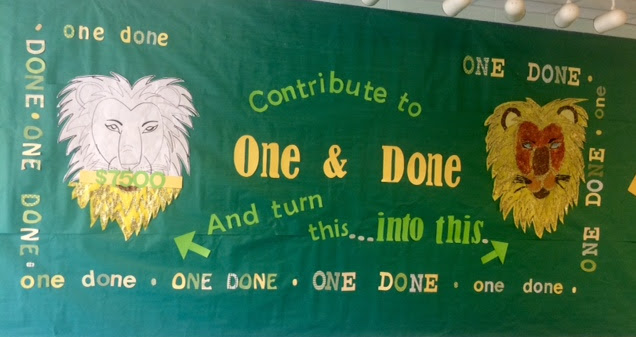 one done
DONE • ONE DONE •
$7500
Contribute to
One & Done
And turn
this...into this.
ONE DONE •
one
DONE •
ONE
one done • ONE DONE • ONE DONE • one done •